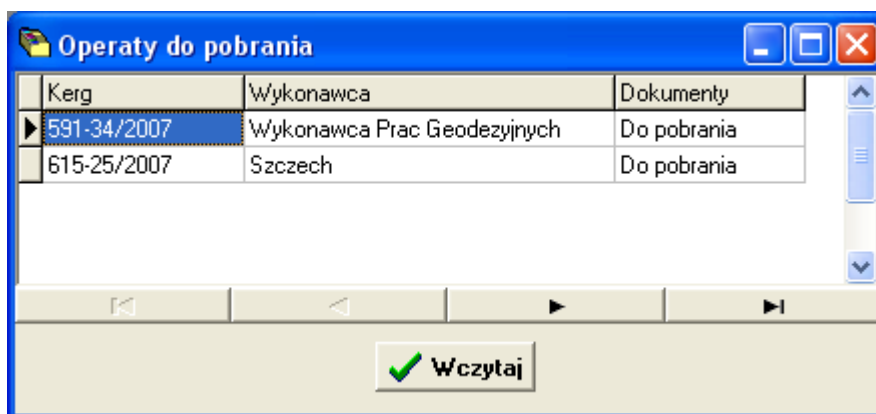 Operaty do pobrania
Kerg Wykonawca Dokumenty
591-34/2007 Wykonawca Prac Geodezyjnych Do pobrania
615-25/2007 Szczech Do pobrania
Wczytaj